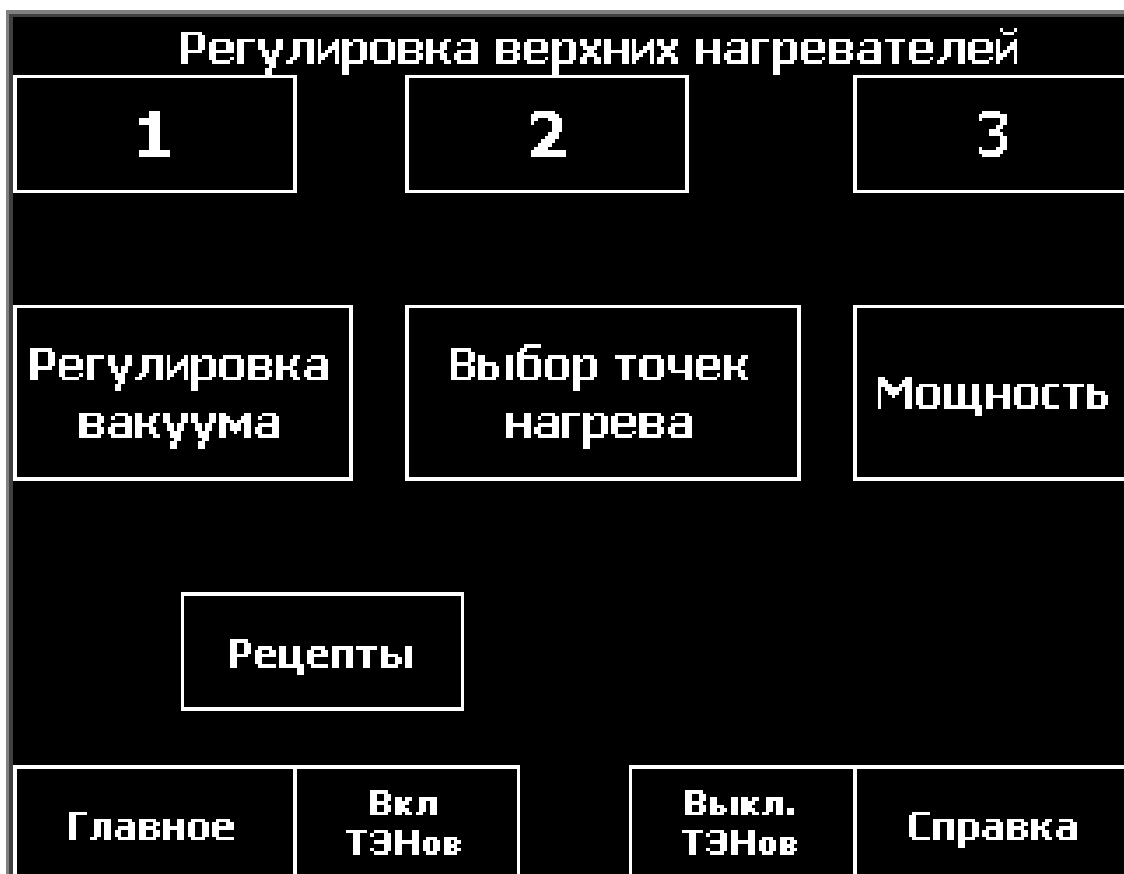 Регулировка верхних нагревателей
1
2
3
Регулировка
вакуума
Выбор точек
нагрева
Мощность
Рецепты
Главное
Вкл
ТЭНов
Выкл.
ТЭНов
Справка